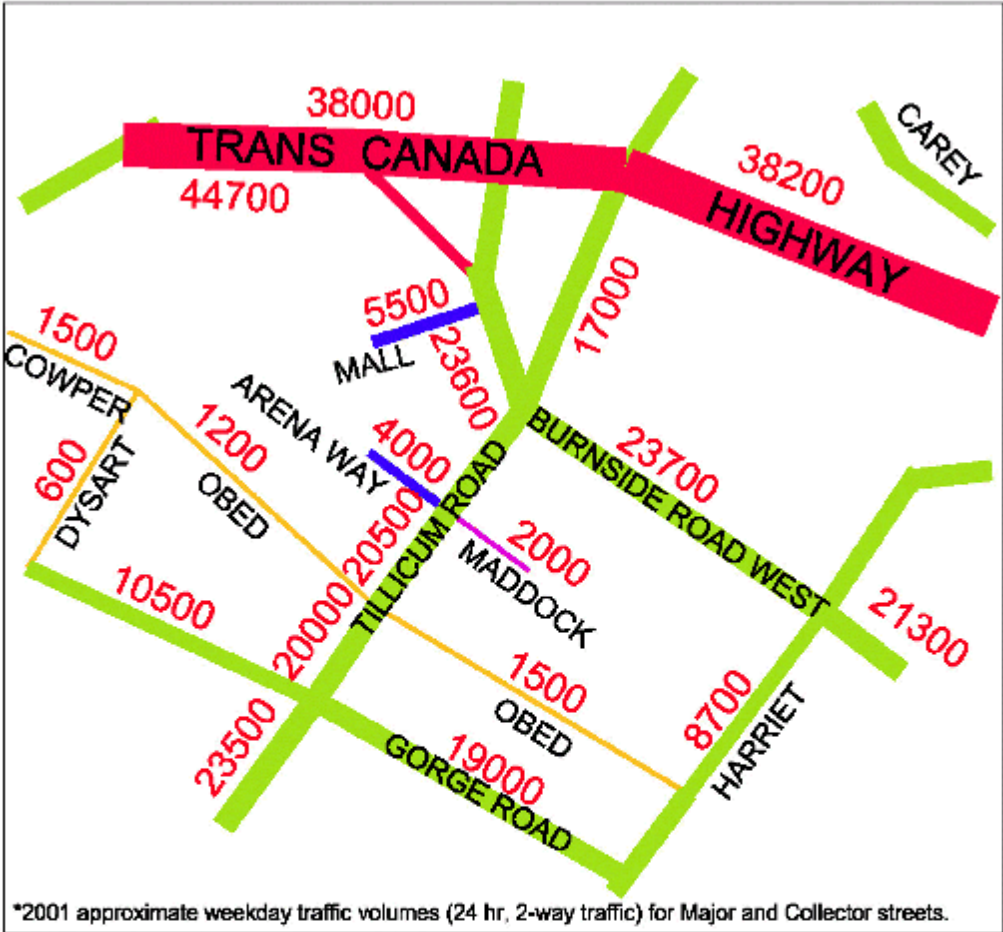 38000
TRANS CANADA
44700
CAREY
38200
HIGHWAY
17000
5500
MALL
23600
1500
COWPER
600
DYSART
1200
OBED
ARENA WAY
4000
20500
TILLICUM ROAD
BURNSIDE ROAD WEST
23700
2000
MADDOCK
21300
10500
20000
23500
1500
OBED
8700
HARRIET
19000
GORGE ROAD
*2001 approximate weekday traffic volumes (24 hr, 2-way traffic) for Major and Collector streets.